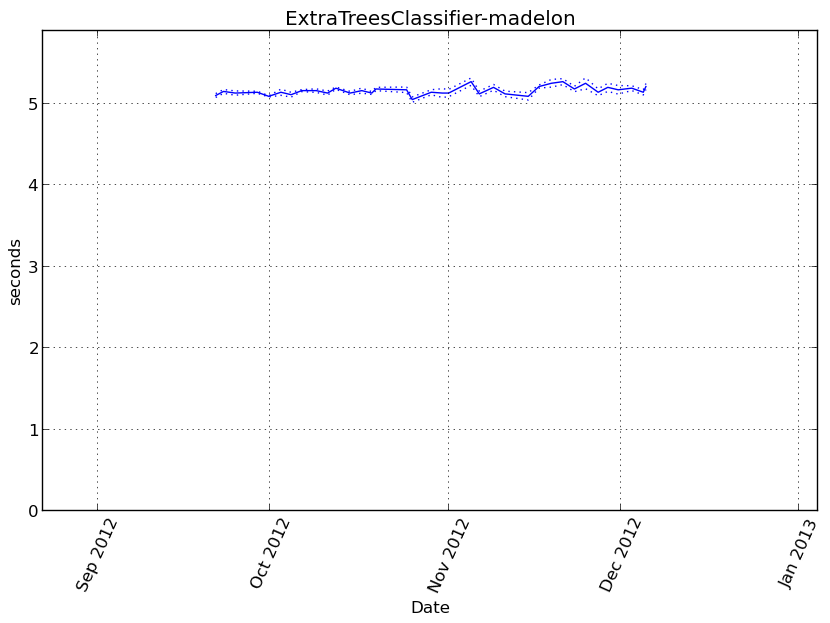 ExtraTreesClassifier-madelon
5
4
3
2
1
0
seconds
Sep 2012
Oct 2012
Nov 2012
Dec 2012
Jan 2013
Date